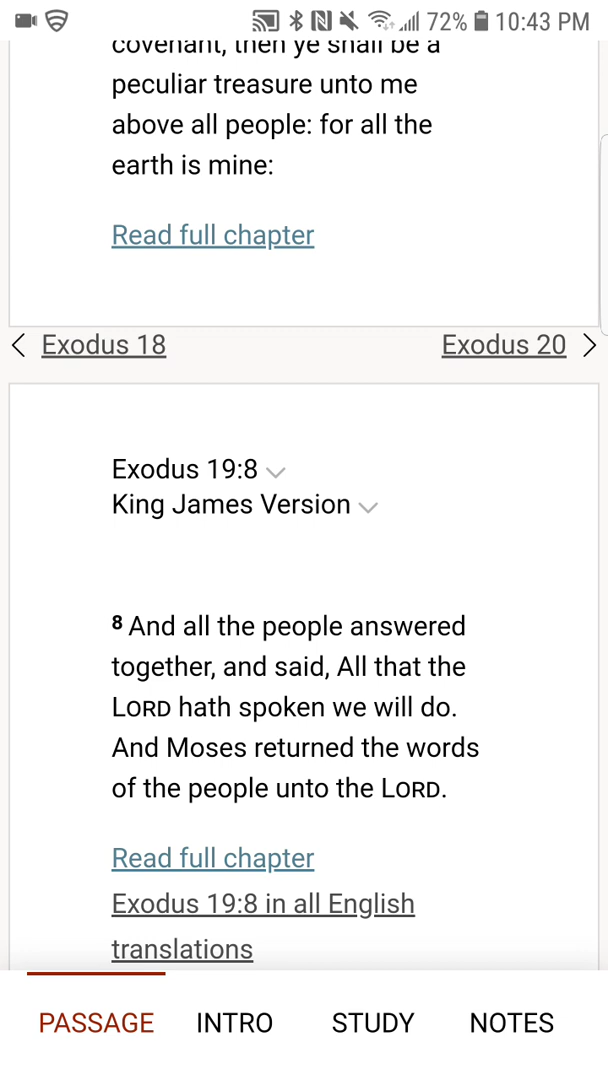 72% 10:43 PM
covenant, then ye shall be a
peculiar treasure unto me
above all people: for all the
earth is mine:
Read full chapter
Exodus 18 Exodus 20
Exodus 19:8
King James Version
8 And all the people answered
together, and said, All that the
LORD hath spoken we will do.
And Moses returned the words
of the people unto the LORD.
Read full chapter
Exodus 19:8 in all English
translations
PASSAGE INTRO STUDY NOTES